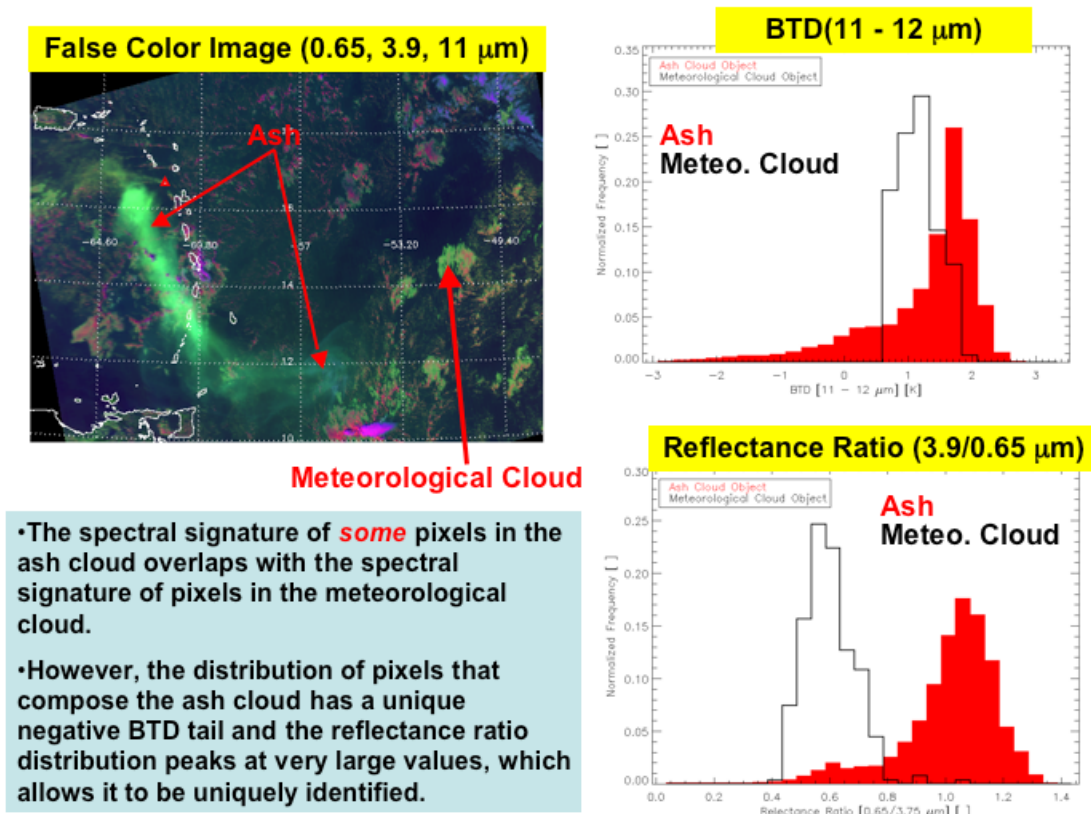 False Color Image (0.65, 3.9, 11 μm)
Ash
16
−64.60
−60.80
−57
−53.20
−49.40
14
12
10
Meteorological Cloud
•The spectral signature of some pixels in the
ash cloud overlaps with the spectral
signature of pixels in the meteorological
cloud.
•However, the distribution of pixels that
compose the ash cloud has a unique
negative BTD tail and the reflectance ratio
distribution peaks at very large values, which
allows it to be uniquely identified.
BTD(11 - 12 μm)
0.35
0.30
0.25
0.20
0.15
0.10
0.05
0.00
Normalized Frequency [ ]
Ash Cloud Object
Meteorological Cloud Object
Ash
Meteo. Cloud
−3 −2 −1 0 1 2 3
BTD [11 − 12 μm] [K]
Reflectance Ratio (3.9/0.65 μm)
0.30
0.25
0.20
0.15
0.10
0.05
0.00
Normalized Frequency [ ]
Ash Cloud Object
Meteorological Cloud Object
Ash
Meteo. Cloud
0.0 0.2 0.4 0.6 0.8 1.0 1.2 1.4
Relectance Ratio [0.65/3.75 μm] [ ]